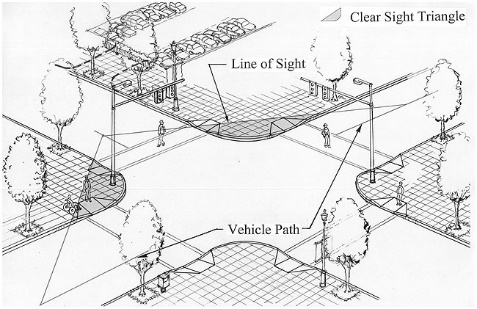 Clear Sight Triangle
Line of Sight
Vehicle Path